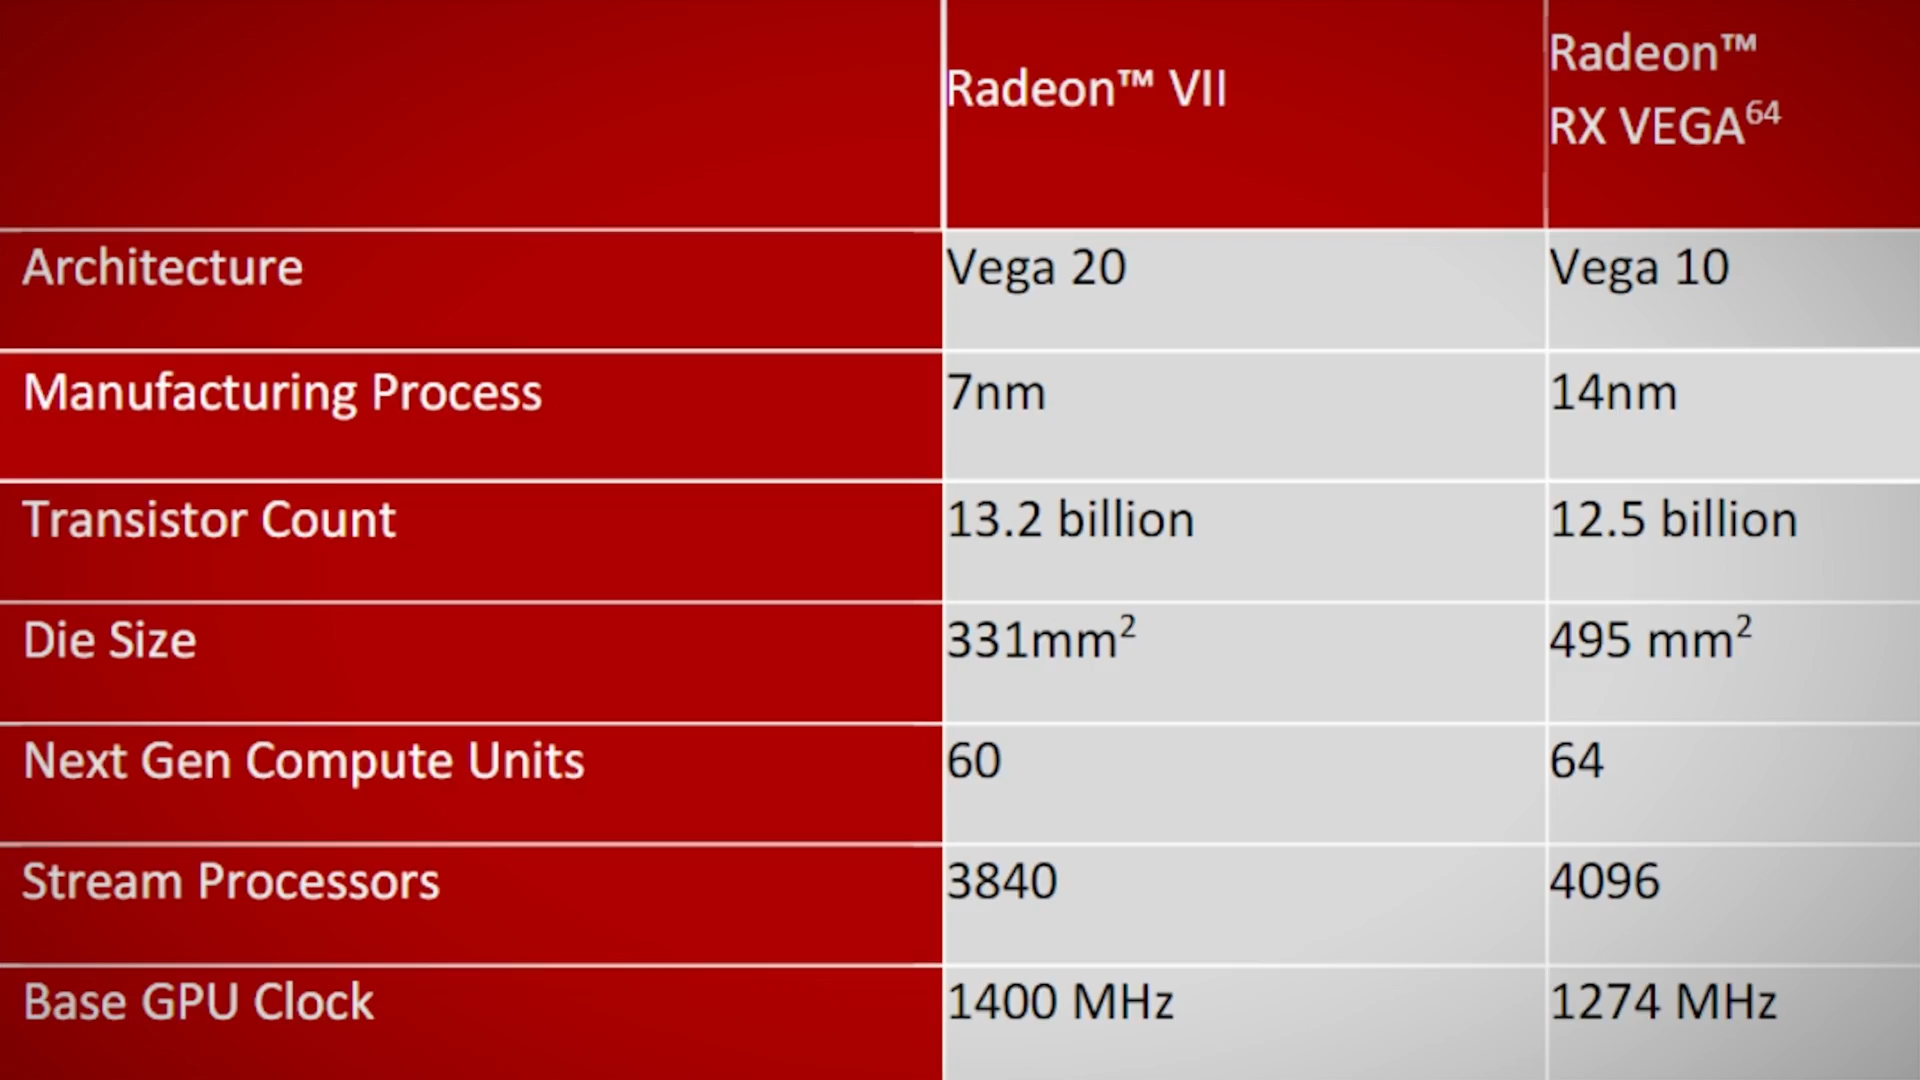 Radeon™ VII
Radeon™
RX VEGA⁶⁴
Architecture
Vega 20
Vega 10
Manufacturing Process
7nm
14nm
Transistor Count
13.2 billion
12.5 billion
Die Size
331mm²
495 mm²
Next Gen Compute Units
60
64
Stream Processors
3840
4096
Base GPU Clock
1400 MHz
1274 MHz